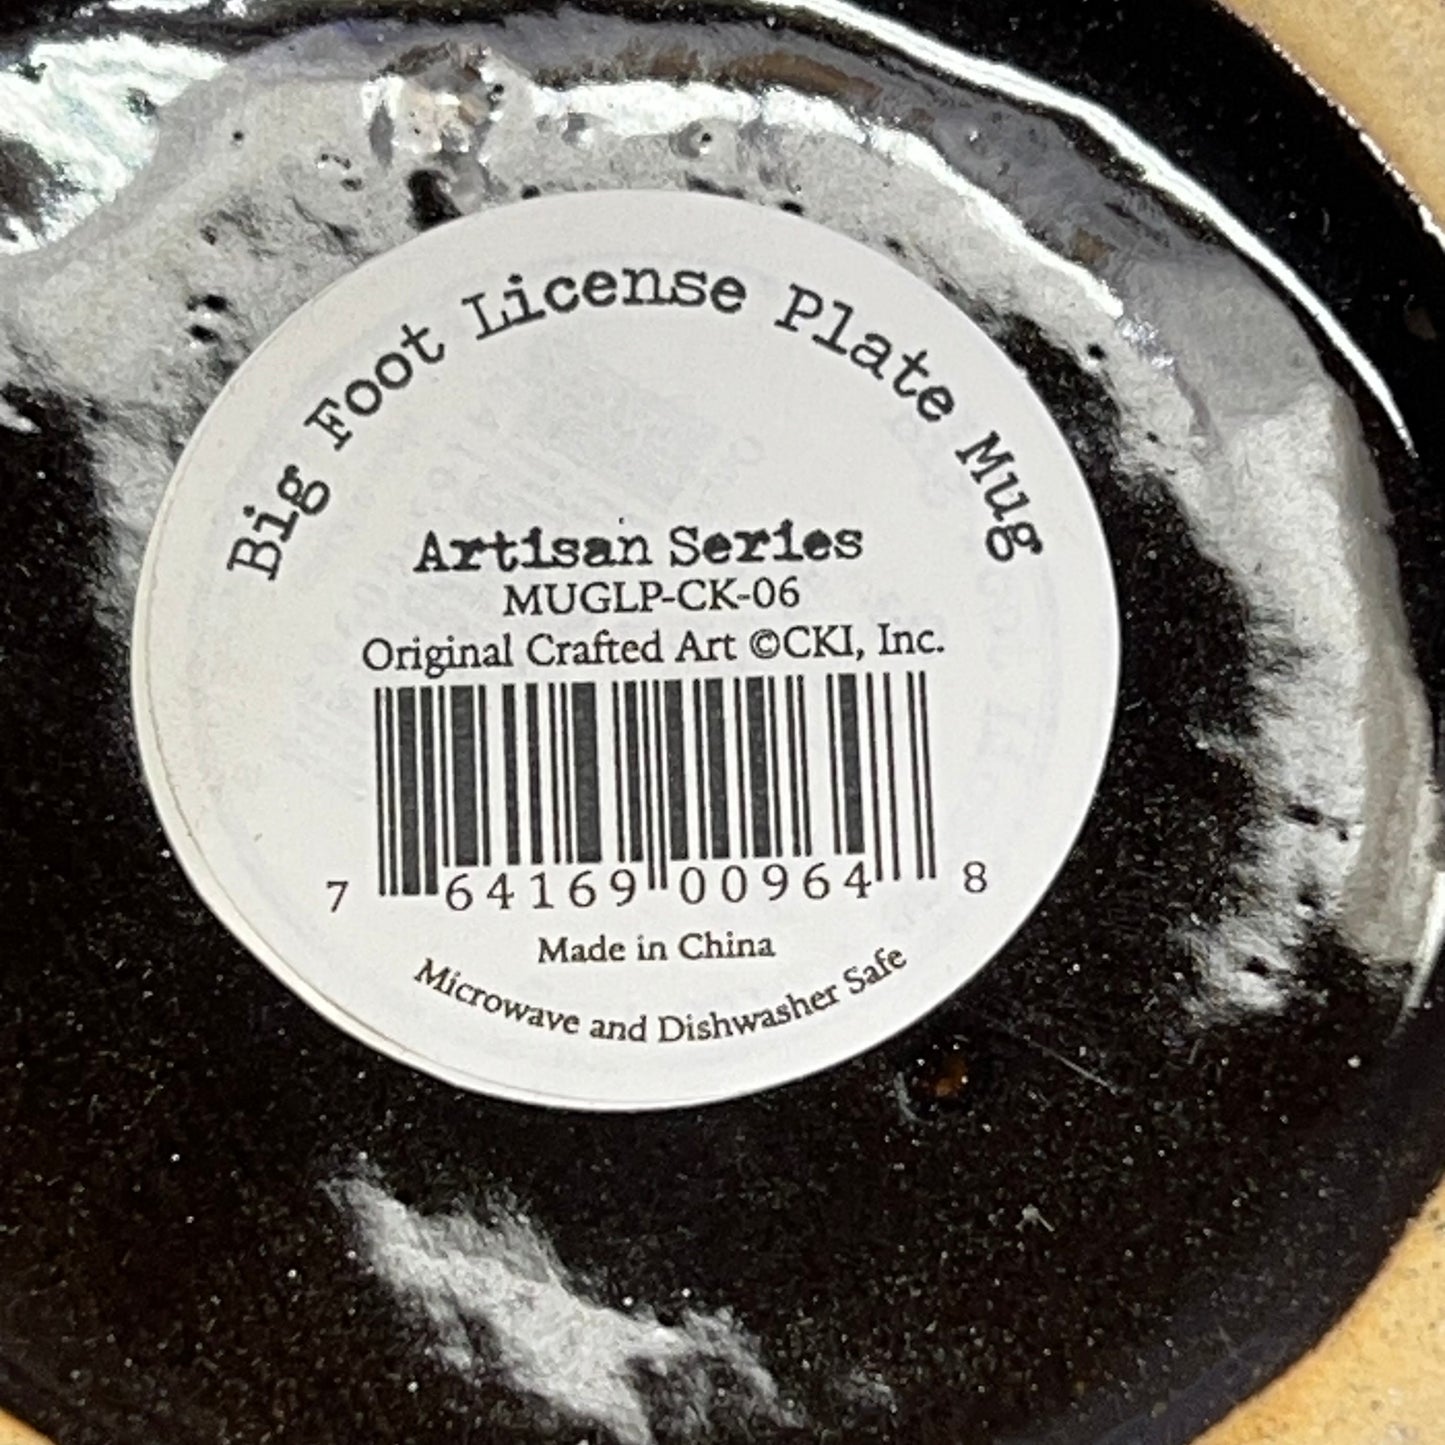 Big Foot License Plate Mug
Artisan Series
MUGLP-CK-06
Original Crafted Art ©CKI, Inc.
7 64169 00964 8
Made in China
Microwave and Dishwasher Safe